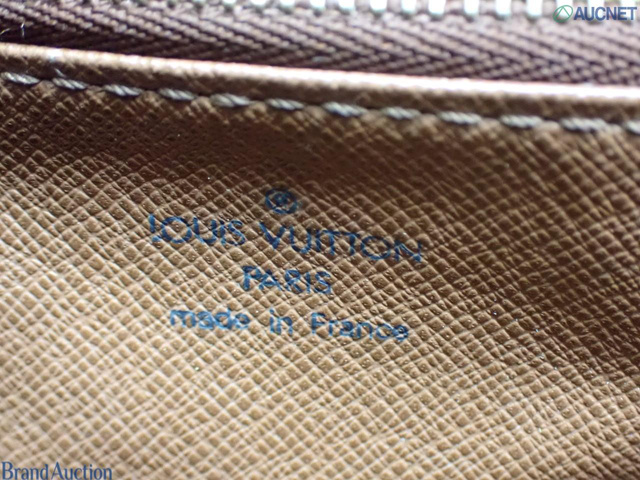 AUCNET
®
LOUIS VUITTON
PARIS
made in France
Brand Auction